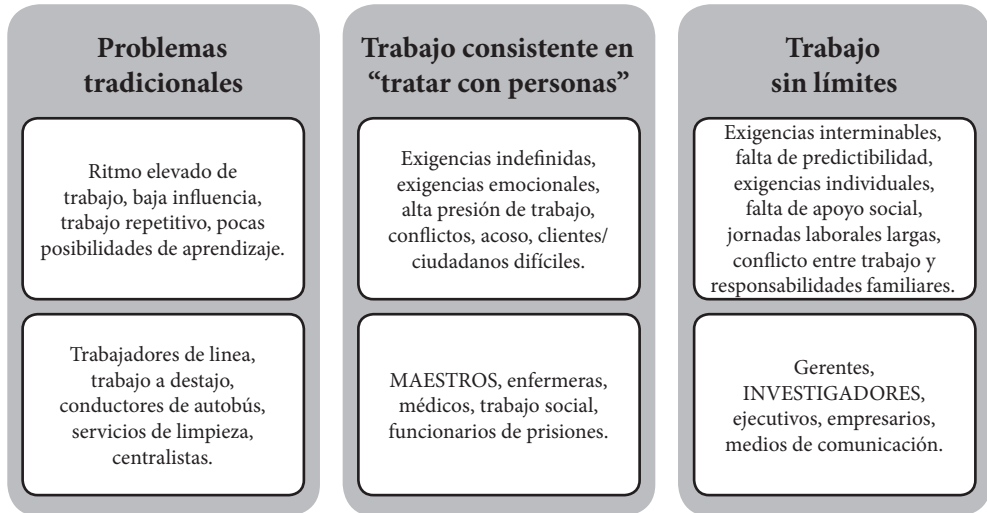 Problemas
tradicionales
Ritmo elevado de
trabajo, baja influencia,
trabajo repetitivo, pocas
posibilidades de aprendizaje.
Trabajadores de linea,
trabajo a destajo,
conductores de autobús,
servicios de limpieza,
centralistas.
Trabajo consistente en
“tratar con personas”
Exigencias indefinidas,
exigencias emocionales,
alta presión de trabajo,
conflictos, acoso, clientes/
ciudadanos difíciles.
MAESTROS, enfermeras,
médicos, trabajo social,
funcionarios de prisiones.
Trabajo
sin límites
Exigencias interminables,
falta de predictibilidad,
exigencias individuales,
falta de apoyo social,
jornadas laborales largas,
conflicto entre trabajo y
responsabilidades familiares.
Gerentes,
INVESTIGADORES,
ejecutivos, empresarios,
medios de comunicación.